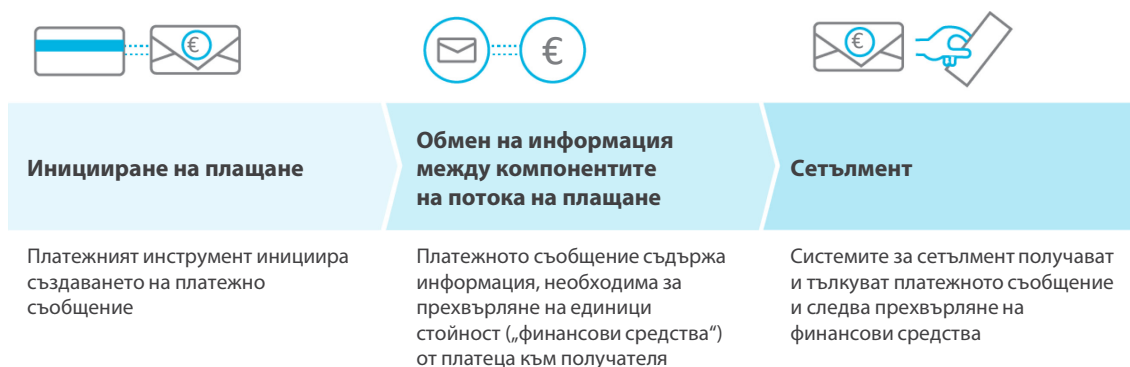 €
€
€
Иницииране на плащане
Обмен на информация
между компонентите
на потока на плащане
Сетълмент
Платежният инструмент инициира
създаването на платежно
съобщение
Платежното съобщение съдържа
информация, необходима за
прехвърляне на единици
стойност („финансови средства“)
от платеца към получателя
Системите за сетълмент получават
и тълкуват платежното съобщение
и следва прехвърляне на
финансови средства